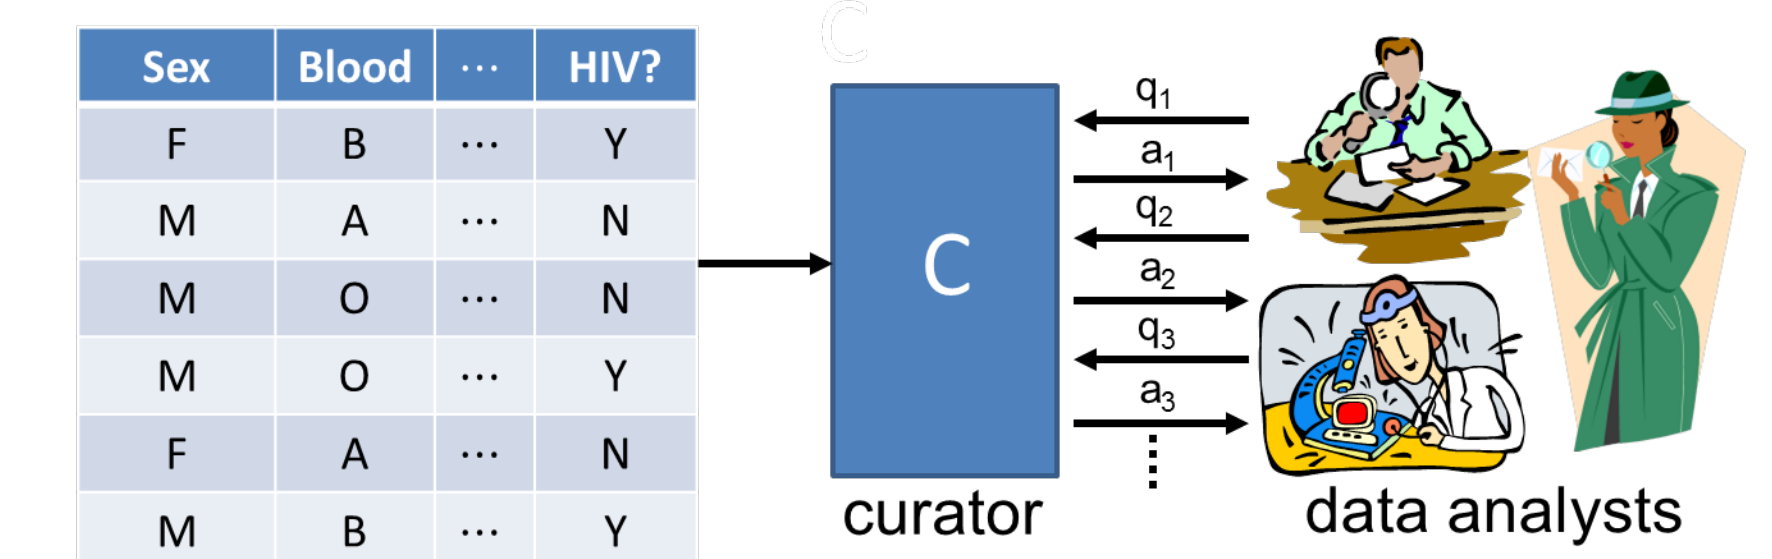 Sex Blood ... HIV?
F B ... Y
M A ... N
M O ... N
M O ... Y
F A ... N
M B ... Y
C
C
curator
q1
a1
q2
a2
q3
a3
data analysts